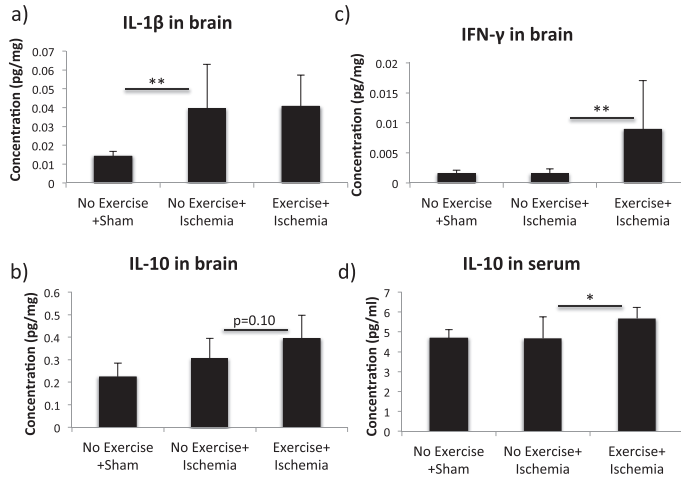 a)
IL-1β in brain
Concentration (pg/mg)
0.07
0.06
0.05
0.04
0.03
0.02
0.01
0
**
No Exercise
+Sham
No Exercise+
Ischemia
Exercise+
Ischemia
c)
IFN-γ in brain
Concentration (pg/mg)
0.02
0.015
0.01
0.005
0
**
No Exercise
+Sham
No Exercise+
Ischemia
Exercise+
Ischemia
b)
IL-10 in brain
Concentration (pg/mg)
0.6
0.5
0.4
0.3
0.2
0.1
0
p=0.10
No Exercise
+Sham
No Exercise+
Ischemia
Exercise+
Ischemia
d)
IL-10 in serum
Concentration (pg/ml)
7
6
5
4
3
2
1
0
*
No Exercise
+Sham
No Exercise+
Ischemia
Exercise+
Ischemia